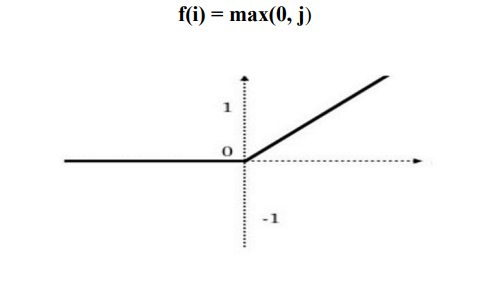 f(i) = max(0, j)
1
0
-1